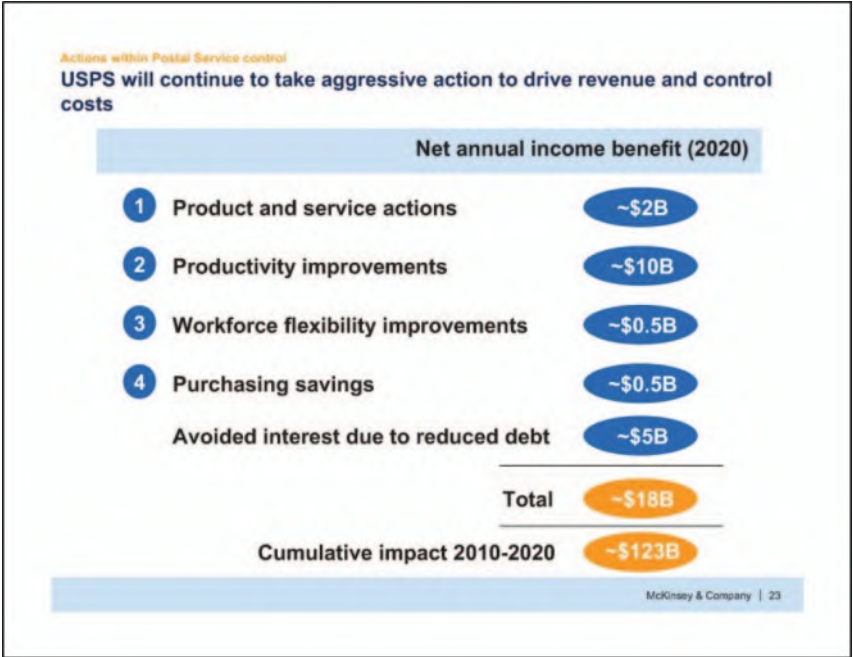 Actions within Postal Service control
USPS will continue to take aggressive action to drive revenue and control
costs
Net annual income benefit (2020)
1 Product and service actions ~$2B
2 Productivity improvements ~$10B
3 Workforce flexibility improvements ~$0.5B
4 Purchasing savings ~$0.5B
Avoided interest due to reduced debt ~$5B
Total ~$18B
Cumulative impact 2010-2020 ~$123B
McKinsey & Company | 23